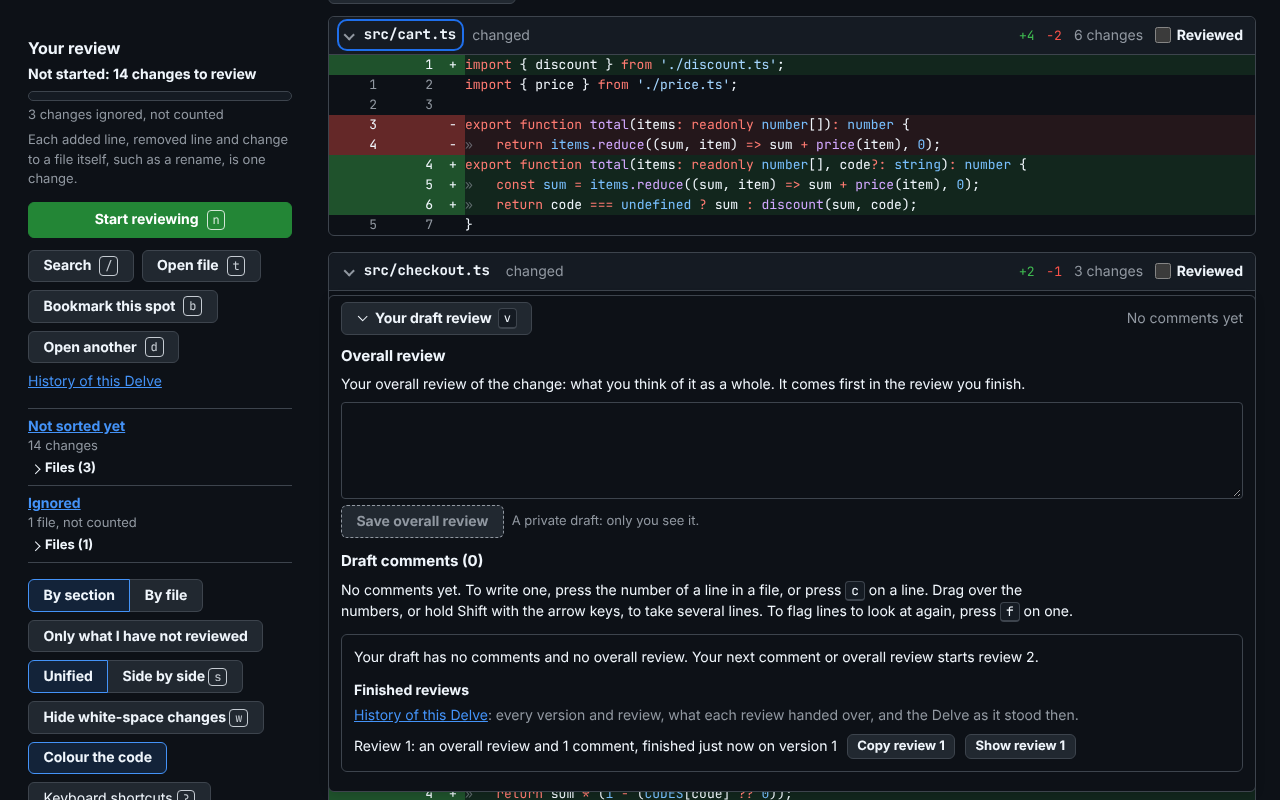 Your review
Not started: 14 changes to review
3 changes ignored, not counted
Each added line, removed line and change
to a file itself, such as a rename, is one
change.
Start reviewing n
Search / Open file t
Bookmark this spot b
Open another d
History of this Delve
Not sorted yet
14 changes
Files (3)
Ignored
1 file, not counted
Files (1)
By section By file
Only what I have not reviewed
Unified Side by side s
Hide white-space changes w
Colour the code
Keyboard shortcuts ?
src/cart.ts changed +4 -2 6 changes Reviewed
1 + import { discount } from './discount.ts';
1 2 import { price } from './price.ts';
2 3
3 - export function total(items: readonly number[]): number {
4 - » return items.reduce((sum, item) => sum + price(item), 0);
4 + export function total(items: readonly number[], code?: string): number {
5 + » const sum = items.reduce((sum, item) => sum + price(item), 0);
6 + » return code === undefined ? sum : discount(sum, code);
5 7 }
src/checkout.ts changed +2 -1 3 changes Reviewed
Your draft review v No comments yet
Overall review
Your overall review of the change: what you think of it as a whole. It comes first in the review you finish.
Save overall review A private draft: only you see it.
Draft comments (0)
No comments yet. To write one, press the number of a line in a file, or press c on a line. Drag over the
numbers, or hold Shift with the arrow keys, to take several lines. To flag lines to look at again, press f on one.
Your draft has no comments and no overall review. Your next comment or overall review starts review 2.
Finished reviews
History of this Delve: every version and review, what each review handed over, and the Delve as it stood then.
Review 1: an overall review and 1 comment, finished just now on version 1 Copy review 1 Show review 1
4 + » return sum * (1 - (CODES[code] ?? 0));